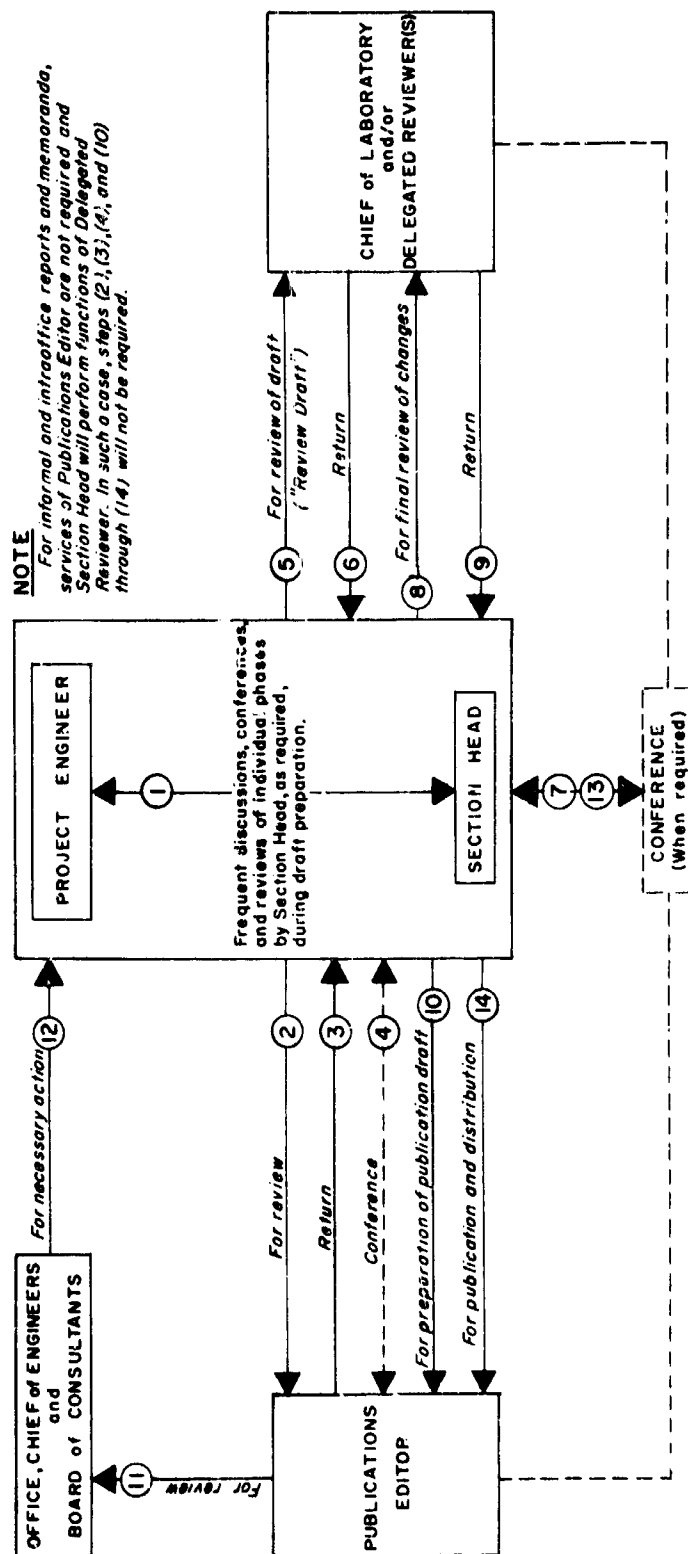 NOTE
For informal and intraoffice reports and memoranda,
services of Publications Editor are not required and
Section Head will perform functions of Delegated
Reviewer. In such a case, steps (2),(3),(4), and (10)
through (14) will not be required.
OFFICE, CHIEF of ENGINEERS
and
BOARD of CONSULTANTS
For necessary action
12
PROJECT ENGINEER
1
Frequent discussions, conferences,
and reviews of individual phases
by Section Head, as required,
during draft preparation.
SECTION HEAD
For review of draft
("Review Draft")
5
Return
6
For final review of changes
8
Return
9
CHIEF of LABORATORY
and/or
DELEGATED REVIEWER(S)
11
For review
PUBLICATIONS
EDITOR
For review
2
Return
3
Conference
4
For preparation of publication draft
10
For publication and distribution
14
7
13
CONFERENCE
(When required)